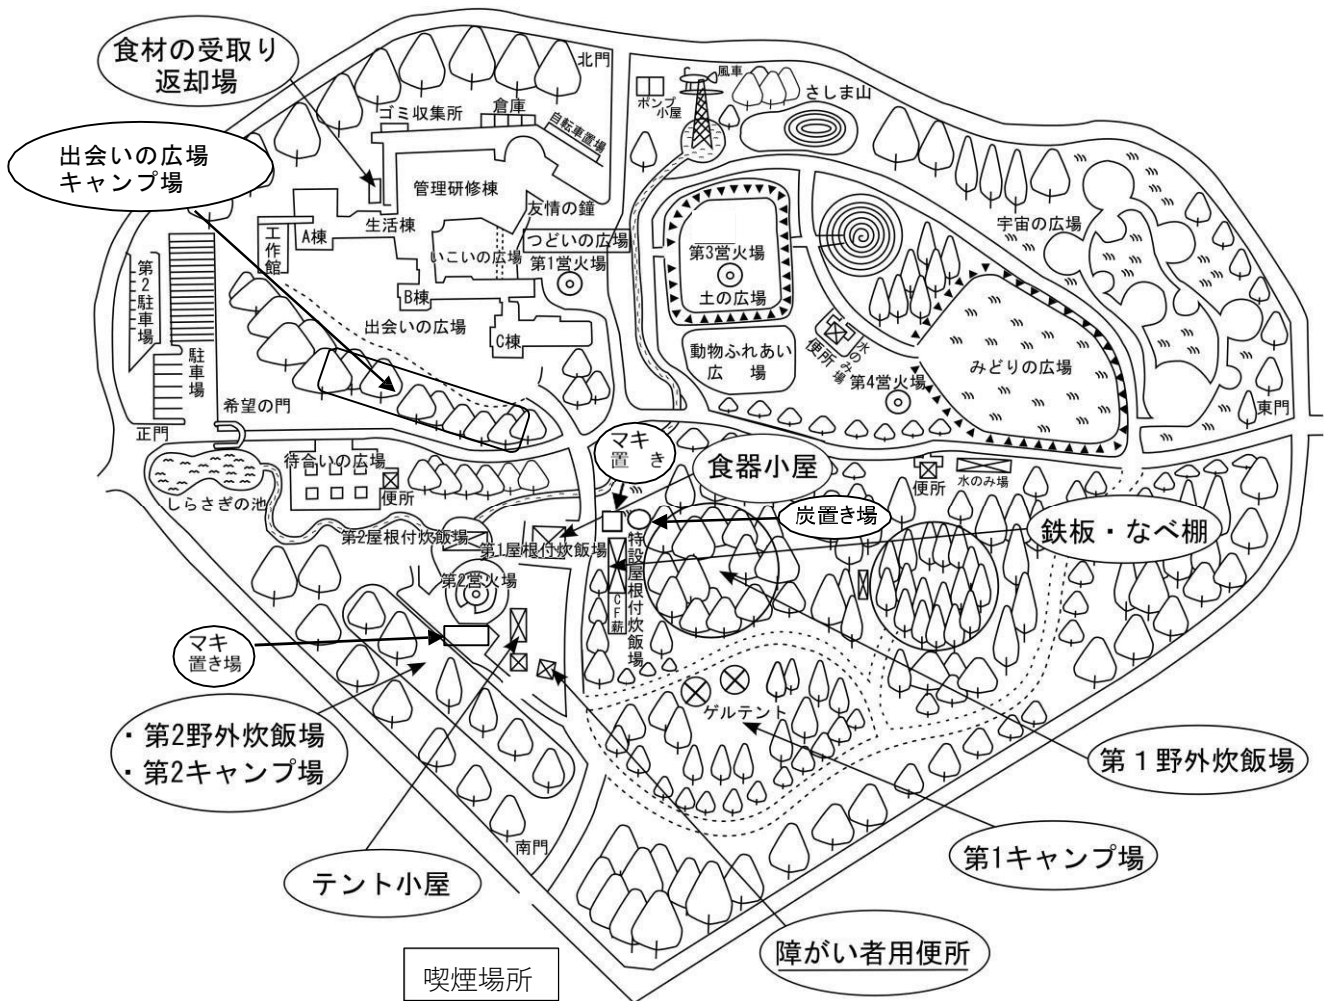 食材の受取り
返却場
北門
風車
ポンプ
小屋
さしま山
ゴミ収集所
倉庫
自転車置場
出会いの広場
キャンプ場
管理研修棟
友情の鐘
生活棟
A棟
工作館
つどいの広場
いこいの広場
第1営火場
第3営火場
土の広場
宇宙の広場
第2駐車場
B棟
出会いの広場
C棟
動物ふれあい
広場
便所
水のみ場
第4営火場
みどりの広場
駐車場
希望の門
正門
東門
マキ
置き
食器小屋
待合いの広場
便所
しらさぎの池
便所
水のみ場
炭置き場
鉄板・なべ棚
第2屋根付炊飯場
第1屋根付炊飯場
特設屋根付炊飯場
第2営火場
CF薪
マキ
置き場
ゲルテント
・第2野外炊飯場
・第2キャンプ場
第1野外炊飯場
南門
テント小屋
第1キャンプ場
障がい者用便所
喫煙場所